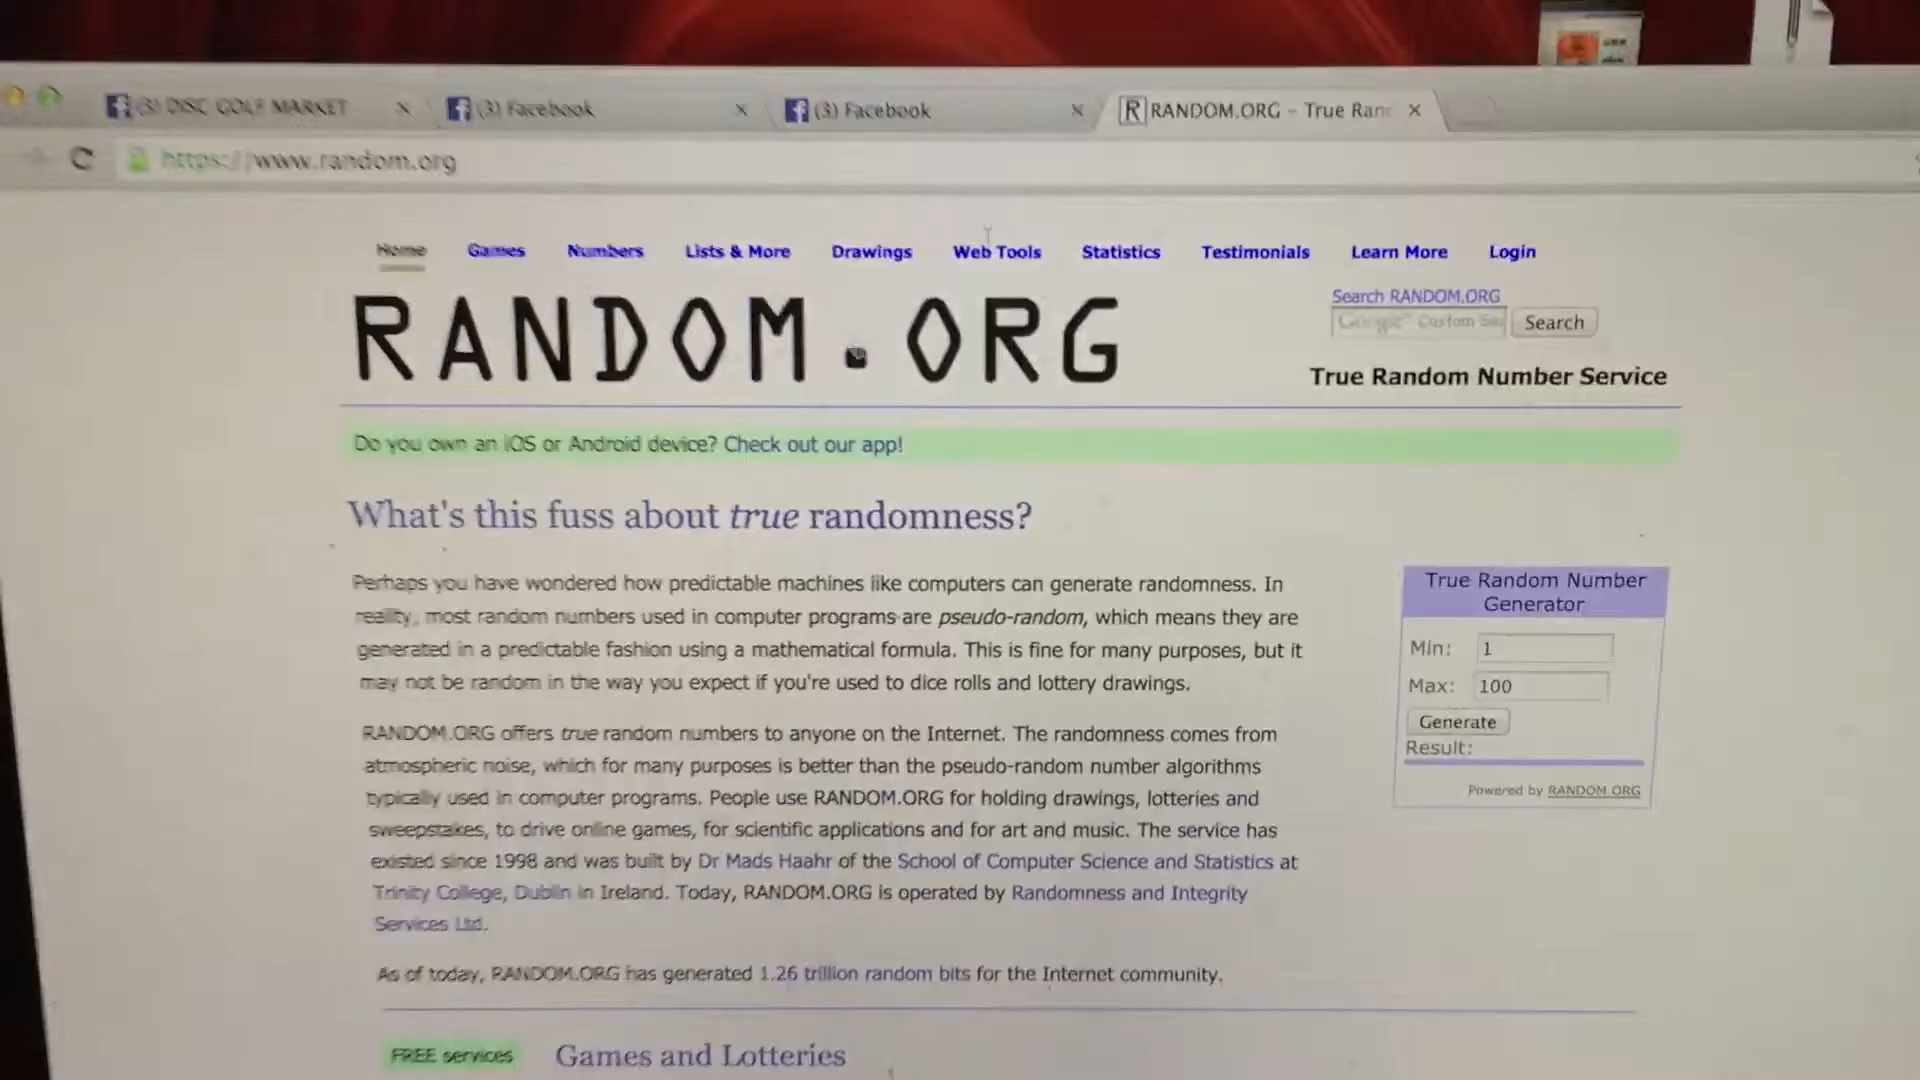 (3) DISC GOLF MARKET
(3) Facebook
(3) Facebook
RANDOM.ORG - True Ranc
https://www.random.org
Home Games Numbers Lists & More Drawings Web Tools Statistics Testimonials Learn More Login
RANDOM.ORG
Search RANDOM.ORG
Google™ Custom Sea
Search
True Random Number Service
Do you own an iOS or Android device? Check out our app!
What's this fuss about true randomness?
Perhaps you have wondered how predictable machines like computers can generate randomness. In
reality, most random numbers used in computer programs are pseudo-random, which means they are
generated in a predictable fashion using a mathematical formula. This is fine for many purposes, but it
may not be random in the way you expect if you're used to dice rolls and lottery drawings.
RANDOM.ORG offers true random numbers to anyone on the Internet. The randomness comes from
atmospheric noise, which for many purposes is better than the pseudo-random number algorithms
typically used in computer programs. People use RANDOM.ORG for holding drawings, lotteries and
sweepstakes, to drive online games, for scientific applications and for art and music. The service has
existed since 1998 and was built by Dr Mads Haahr of the School of Computer Science and Statistics at
Trinity College, Dublin in Ireland. Today, RANDOM.ORG is operated by Randomness and Integrity
Services Ltd.
As of today, RANDOM.ORG has generated 1.26 trillion random bits for the Internet community.
True Random Number
Generator
Min: 1
Max: 100
Generate
Result:
Powered by RANDOM.ORG
FREE services
Games and Lotteries